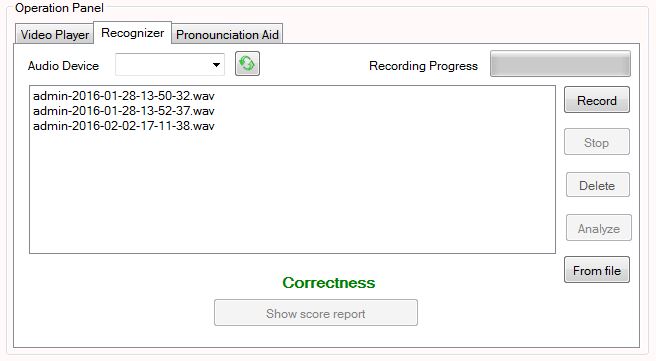 Operation Panel
Video Player
Recognizer
Pronounciation Aid
Audio Device
Recording Progress
admin-2016-01-28-13-50-32.wav
admin-2016-01-28-13-52-37.wav
admin-2016-02-02-17-11-38.wav
Record
Stop
Delete
Analyze
From file
Correctness
Show score report